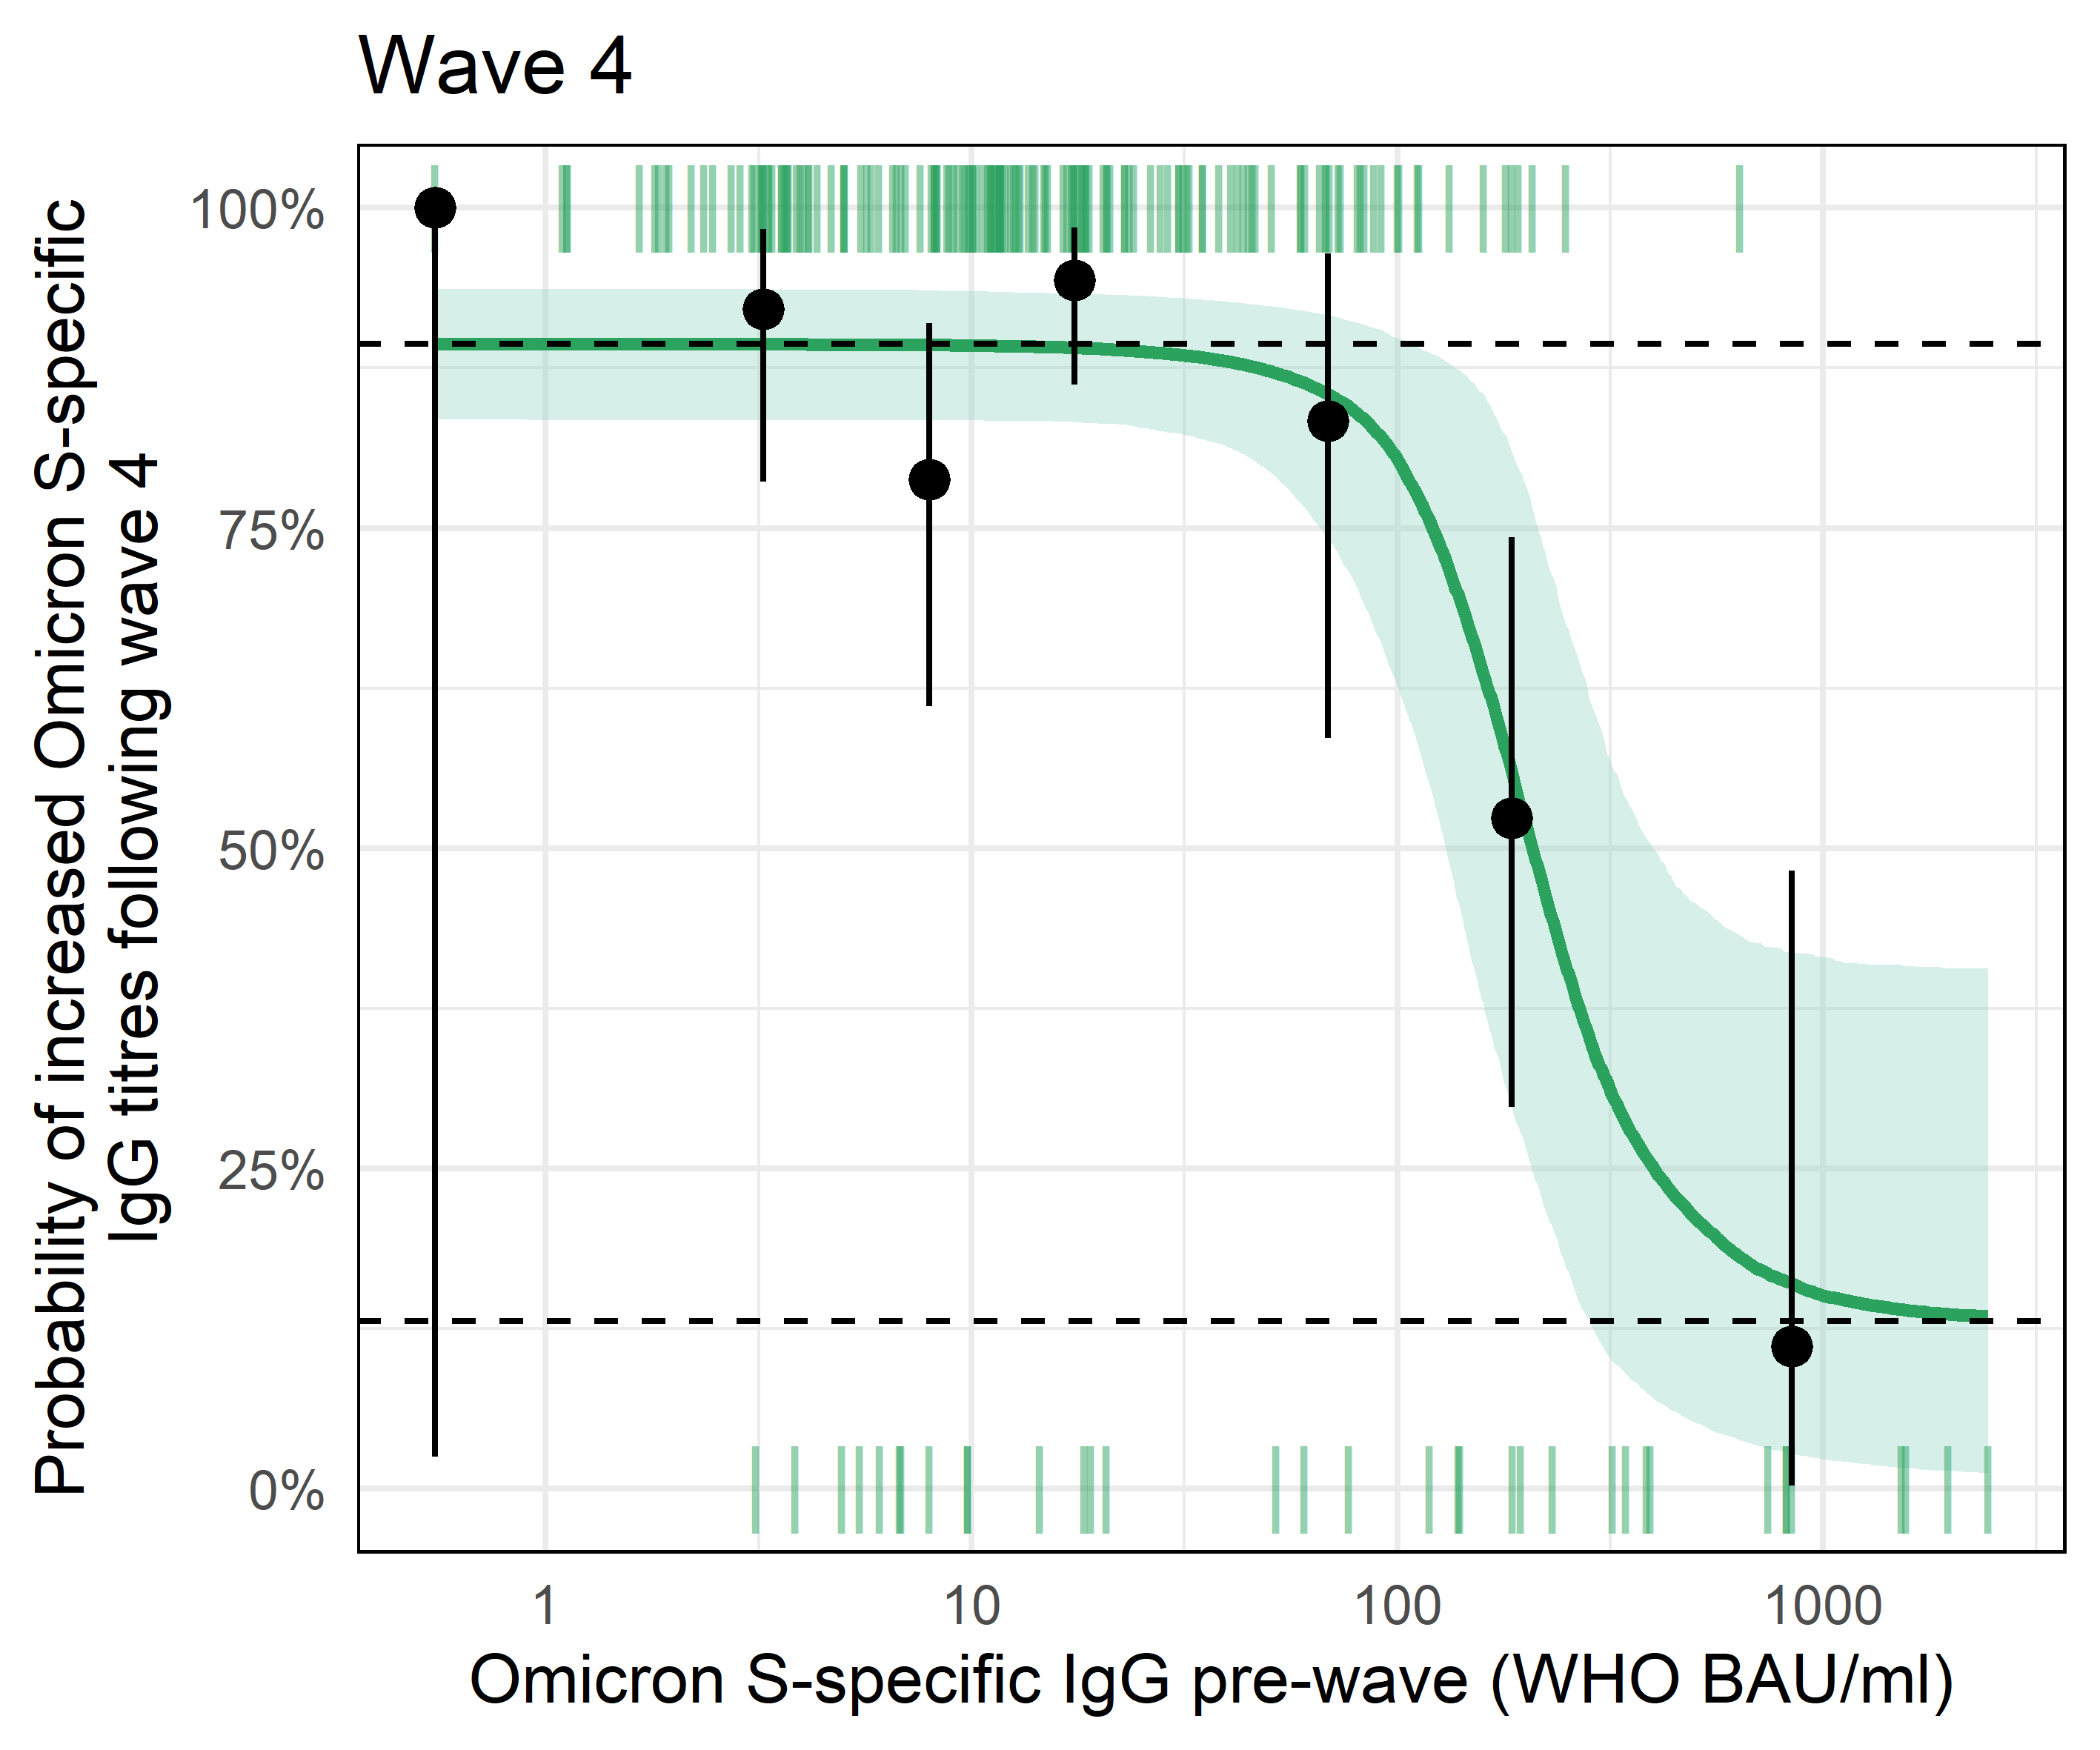 Wave 4
Probability of increased Omicron S-specific
IgG titres following wave 4
100%
75%
50%
25%
0%
1 10 100 1000
Omicron S-specific IgG pre-wave (WHO BAU/ml)